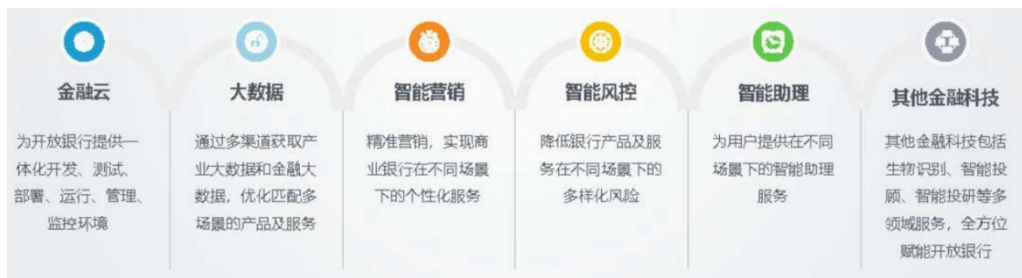 金融云
为开放银行提供一
体化开发、测试、
部署、运行、管理、
监控环境
大数据
通过多渠道获取产
业大数据和金融大
数据，优化匹配多
场景的产品及服务
智能营销
精准营销，实现商
业银行在不同场景
下的个性化服务
智能风控
降低银行产品及服
务在不同场景下的
多样化风险
智能助理
为用户提供在不同
场景下的智能助理
服务
其他金融科技
其他金融科技包括
生物识别、智能投
顾、智能投研等多
领域服务，全方位
赋能开放银行